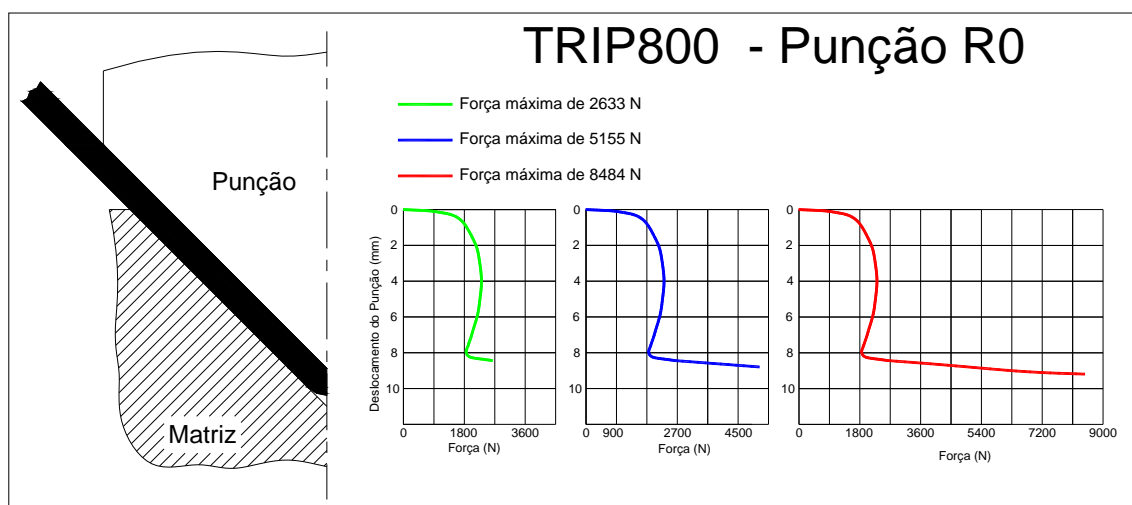 TRIP800 - Punção R0
Força máxima de 2633 N
Força máxima de 5155 N
Força máxima de 8484 N
Punção
Matriz
Deslocamento do Punção (mm)
0
2
4
6
8
10
0 1800 3600
Força (N)
0
2
4
6
8
10
0 900 2700 4500
Força (N)
0
2
4
6
8
10
0 1800 3600 5400 7200 9000
Força (N)